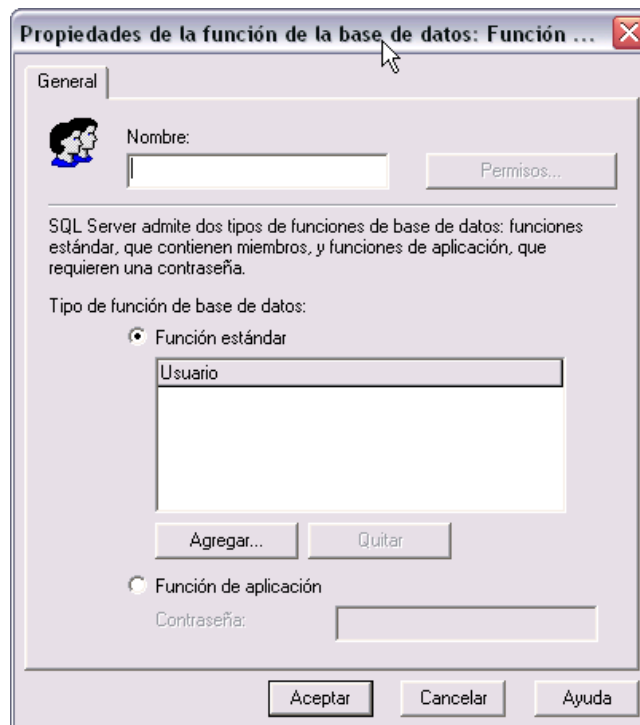 Propiedades de la función de la base de datos: Función ...
General
Nombre:
Permisos...
SQL Server admite dos tipos de funciones de base de datos: funciones
estándar, que contienen miembros, y funciones de aplicación, que
requieren una contraseña.
Tipo de función de base de datos:
Función estándar
Usuario
Agregar...
Quitar
Función de aplicación
Contraseña:
Aceptar
Cancelar
Ayuda